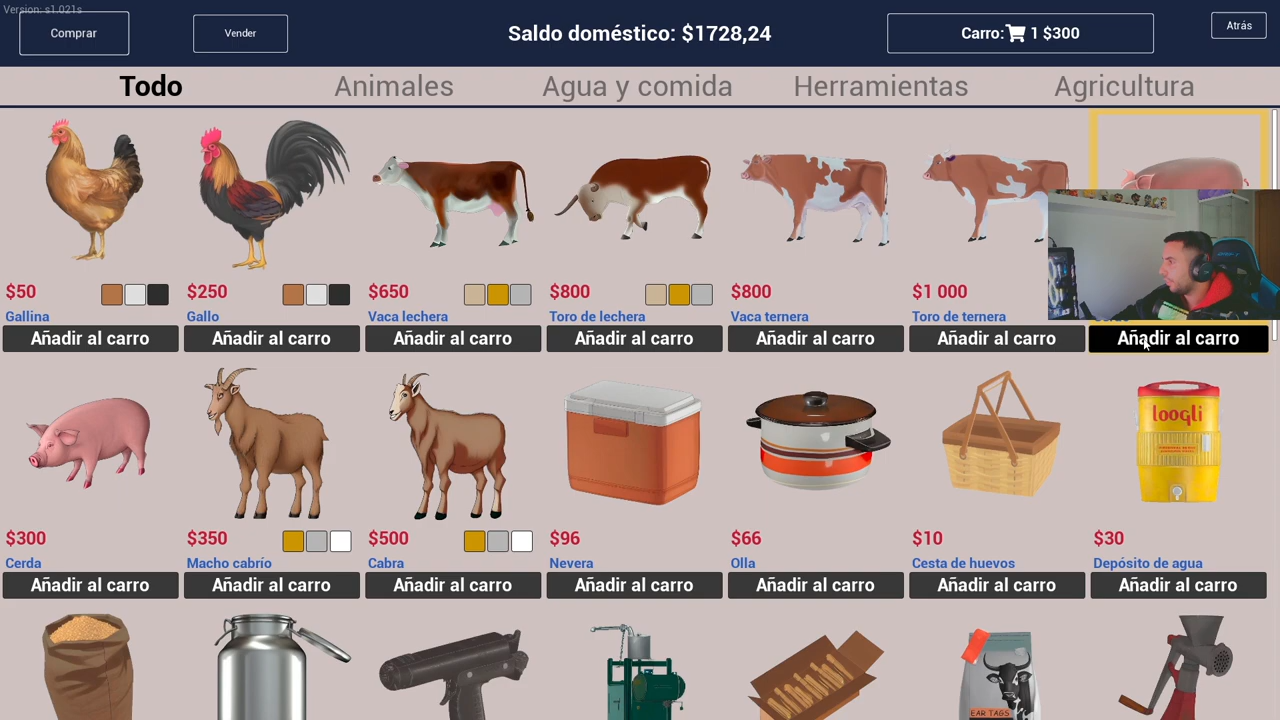 Version: s1.021s
Comprar
Vender
Saldo doméstico: $1728,24
Carro: 1 $300
Atrás
Todo
Animales
Agua y comida
Herramientas
Agricultura
$50
Gallina
Añadir al carro
$250
Gallo
Añadir al carro
$650
Vaca lechera
Añadir al carro
$800
Toro de lechera
Añadir al carro
$800
Vaca ternera
Añadir al carro
$1 000
Toro de ternera
Añadir al carro
Añadir al carro
$300
Cerda
Añadir al carro
$350
Macho cabrío
Añadir al carro
$500
Cabra
Añadir al carro
$96
Nevera
Añadir al carro
$66
Olla
Añadir al carro
$10
Cesta de huevos
Añadir al carro
loogli
$30
Depósito de agua
Añadir al carro
EAR TAGS